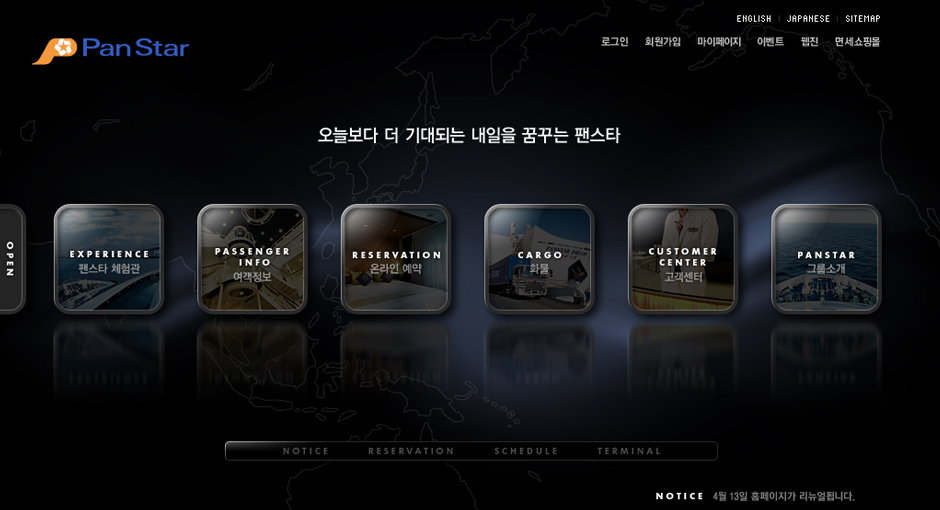 ENGLISH JAPANESE SITEMAP
Pan Star
로그인 회원가입 마이페이지 이벤트 웹진 면세쇼핑몰
오늘보다 더 기대되는 내일을 꿈꾸는 팬스타
OPEN
EXPERIENCE
팬스타 체험관
PASSENGER
INFO
여객정보
RESERVATION
온라인 예약
CARGO
화물
CUSTOMER
CENTER
고객센터
PANSTAR
그룹소개
NOTICE RESERVATION SCHEDULE TERMINAL
NOTICE 4월 13일 홈페이지가 리뉴얼됩니다.